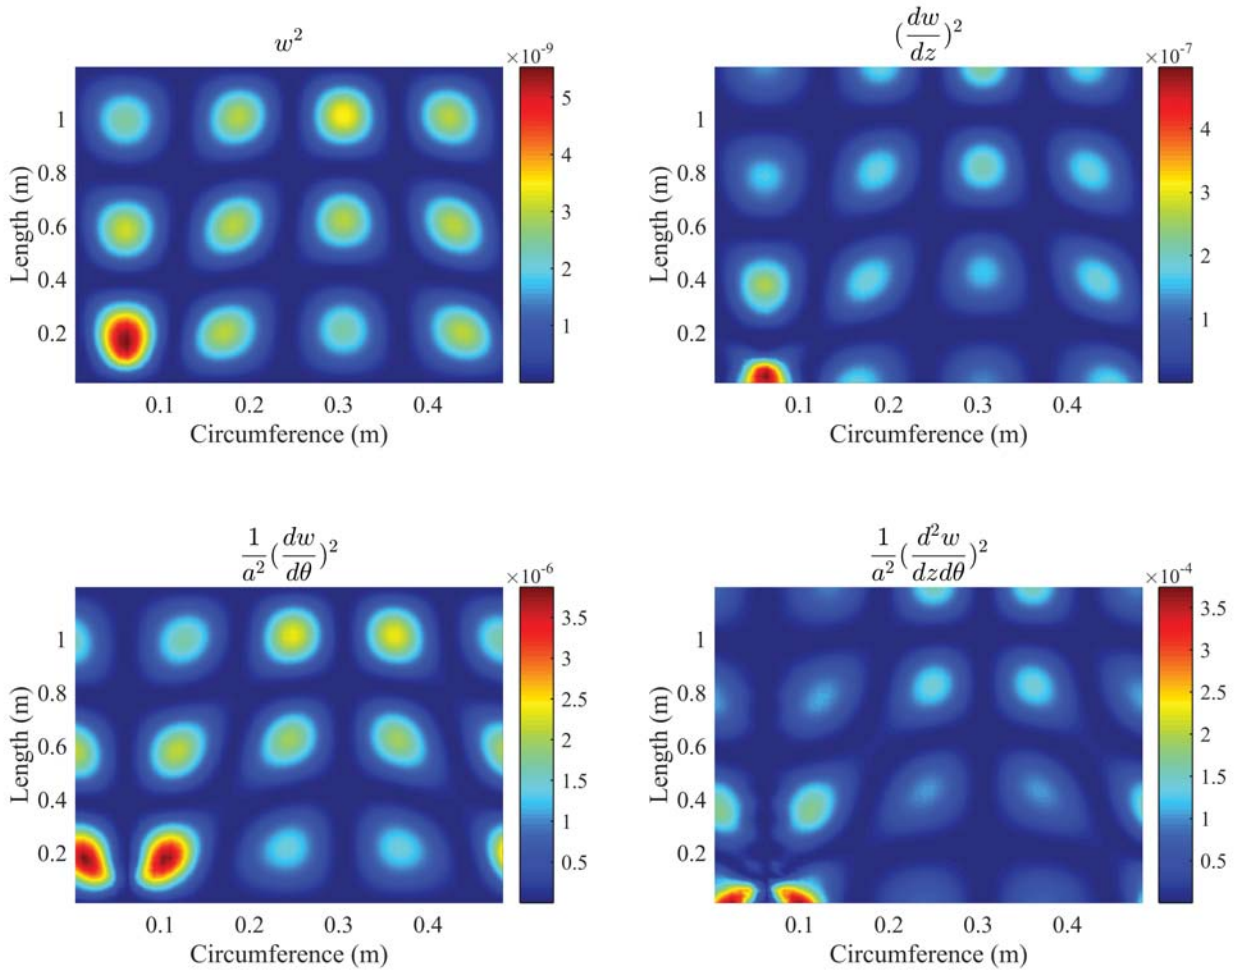 w²
×10⁻⁹
Length (m)
1
0.8
0.6
0.4
0.2
5
4
3
2
1
0.1 0.2 0.3 0.4
Circumference (m)
(dw/dz)²
×10⁻⁷
Length (m)
1
0.8
0.6
0.4
0.2
4
3
2
1
0.1 0.2 0.3 0.4
Circumference (m)
1/a² (dw/dθ)²
×10⁻⁶
Length (m)
1
0.8
0.6
0.4
0.2
3.5
3
2.5
2
1.5
1
0.5
0.1 0.2 0.3 0.4
Circumference (m)
1/a² (d²w/dzdθ)²
×10⁻⁴
Length (m)
1
0.8
0.6
0.4
0.2
3.5
3
2.5
2
1.5
1
0.5
0.1 0.2 0.3 0.4
Circumference (m)